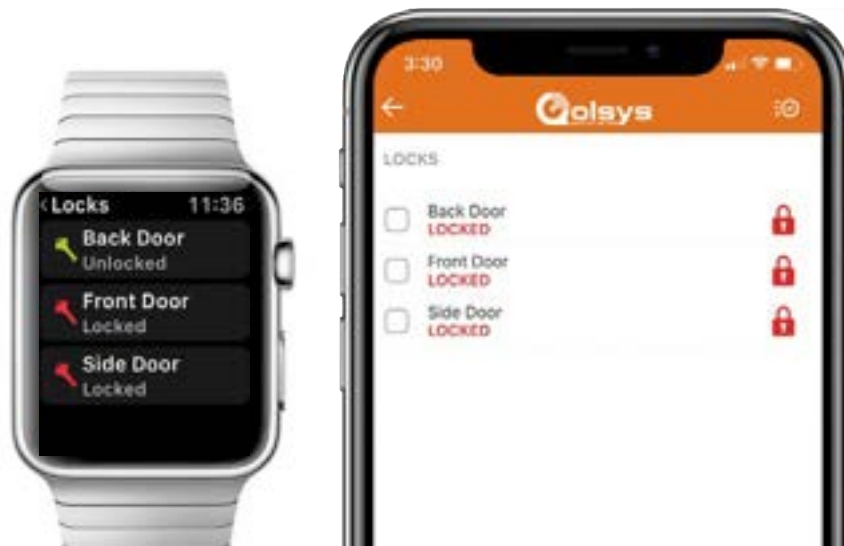 Locks 11:36
Back Door
Unlocked
Front Door
Locked
Side Door
Locked
3:30
Qolsys
LOCKS
Back Door
LOCKED
Front Door
LOCKED
Side Door
LOCKED